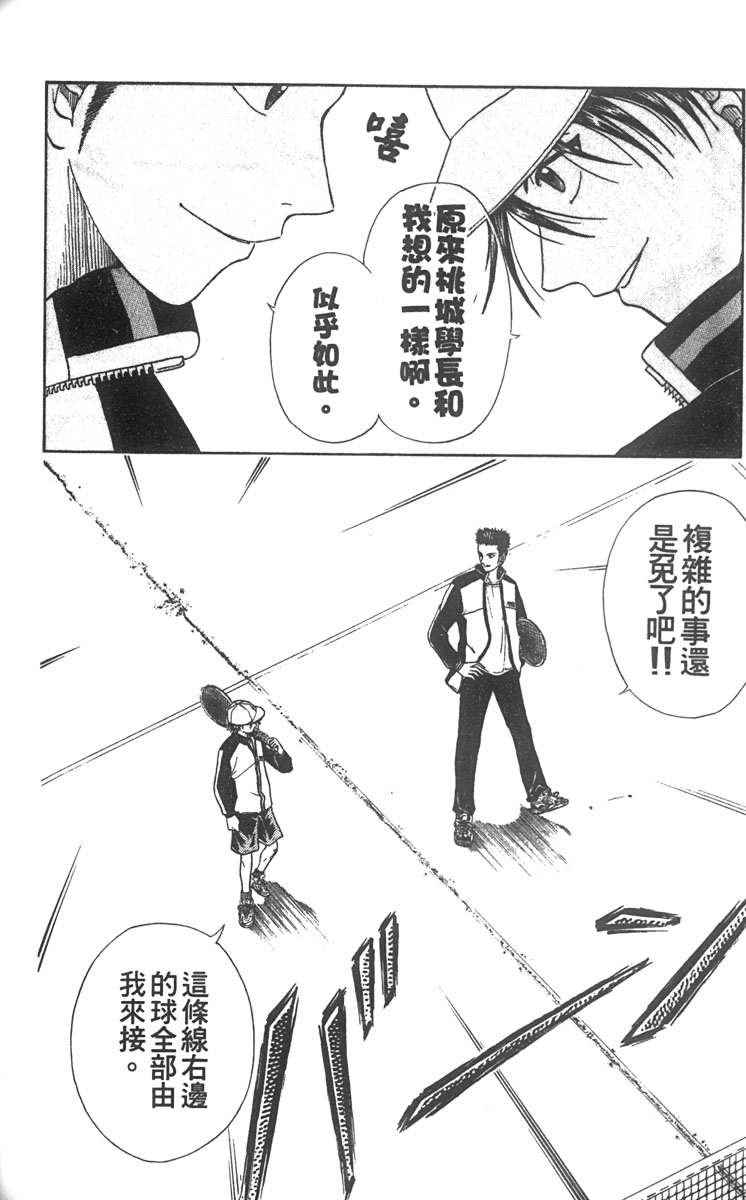 原來桃城學長和
我想的一樣啊。
似乎如此。
嘻
複雜的事還
是免了吧!!
這條線右邊
的球全部由
我來接。